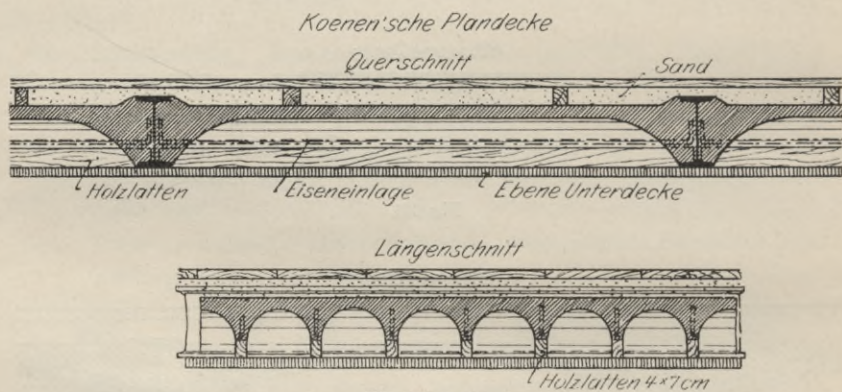 Koenen'sche Plandecke
Querschnitt
Sand
Holzlatten
Eiseneinlage
Ebene Unterdecke
Längenschnitt
Holzlatten 4×7cm